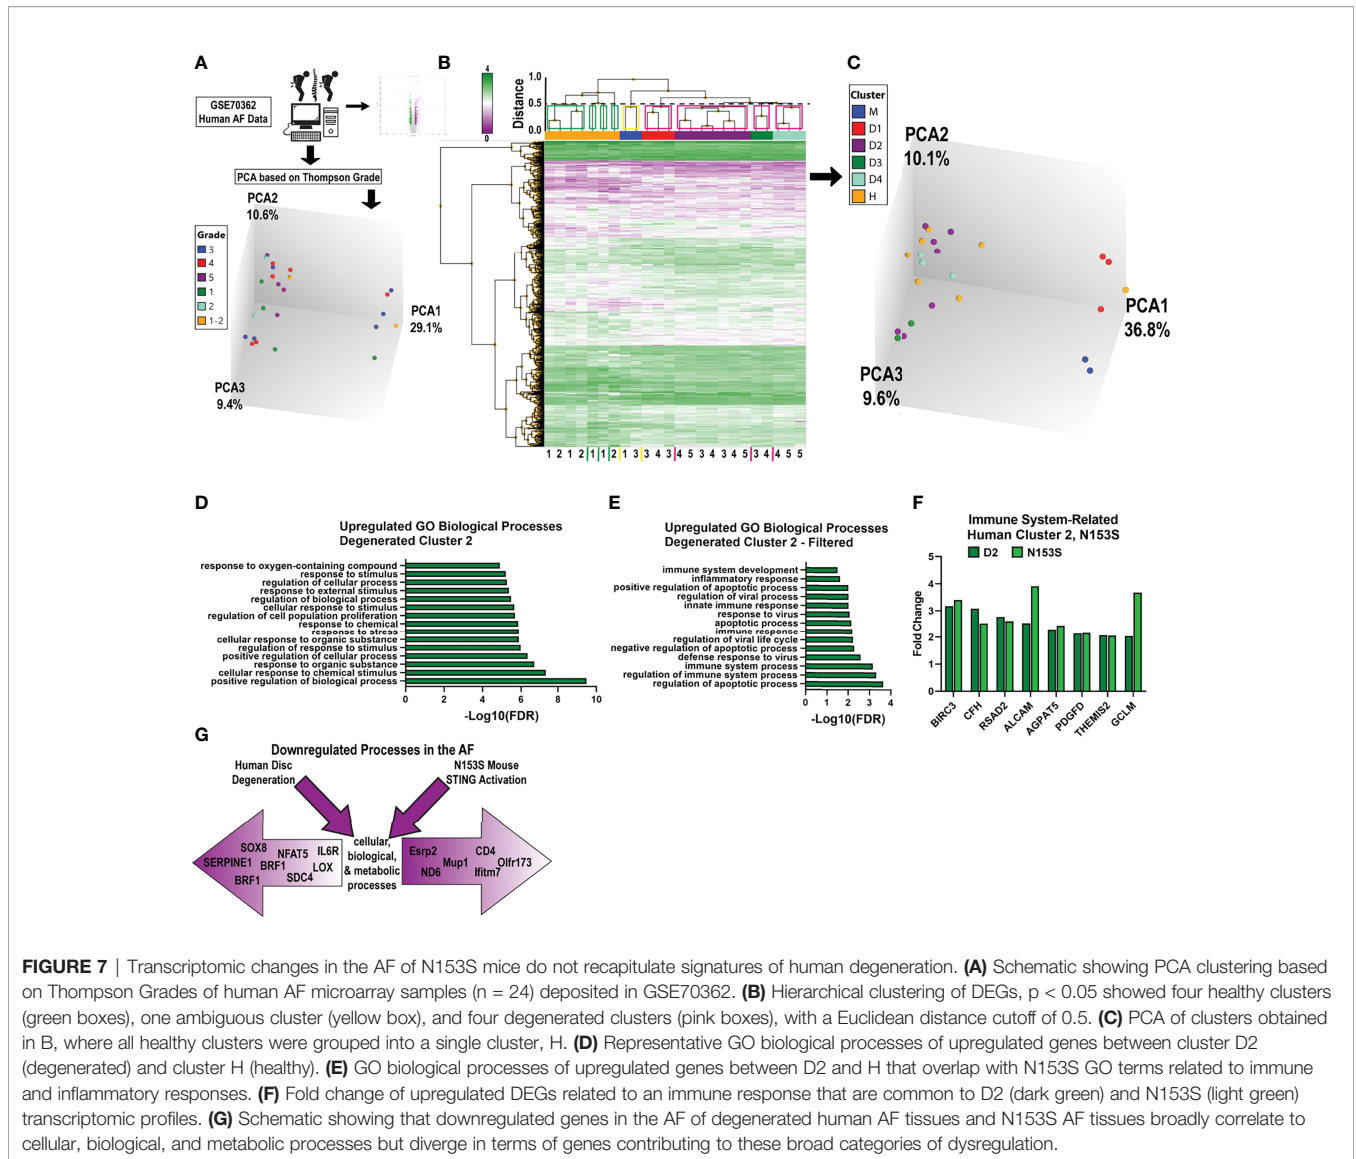 A
GSE70362
Human AF Data
PCA based on Thompson Grade
PCA2
10.6%
Grade
3
4
5
1
2
1-2
PCA1
29.1%
PCA3
9.4%
B
4
0
Distance
1.0
0.5
0.0
1 2 1 2 1 1 2 1 3 3 4 3 4 5 3 4 3 4 5 3 4 4 5 5
C
Cluster
M
D1
D2
D3
D4
H
PCA2
10.1%
PCA1
36.8%
PCA3
9.6%
D
Upregulated GO Biological Processes
Degenerated Cluster 2
response to oxygen-containing compound
response to stimulus
regulation of cellular process
response to external stimulus
regulation of biological process
cellular response to stimulus
regulation of cell population proliferation
response to chemical
response to stress
cellular response to organic substance
regulation of response to stimulus
positive regulation of cellular process
response to organic substance
cellular response to chemical stimulus
positive regulation of biological process
0 2 4 6 8 10
-Log10(FDR)
E
Upregulated GO Biological Processes
Degenerated Cluster 2 - Filtered
immune system development
inflammatory response
positive regulation of apoptotic process
regulation of viral process
innate immune response
response to virus
apoptotic process
immune response
regulation of viral life cycle
negative regulation of apoptotic process
defense response to virus
immune system process
regulation of immune system process
regulation of apoptotic process
0 1 2 3 4
-Log10(FDR)
F
Immune System-Related
Human Cluster 2, N153S
D2 N153S
Fold Change
5
4
3
2
1
0
BIRC3 CFH RSAD2 ALCAM AGPAT5 PDGFD THEMIS2 GCLM
G
Downregulated Processes in the AF
Human Disc
Degeneration
N153S Mouse
STING Activation
cellular,
biological,
& metabolic
processes
SOX8 NFAT5 IL6R
SERPINE1 BRF1 LOX
BRF1 SDC4
Esrp2 CD4
Mup1 Olfr173
ND6 Ifitm7
FIGURE 7 | Transcriptomic changes in the AF of N153S mice do not recapitulate signatures of human degeneration. (A) Schematic showing PCA clustering based
on Thompson Grades of human AF microarray samples (n = 24) deposited in GSE70362. (B) Hierarchical clustering of DEGs, p < 0.05 showed four healthy clusters
(green boxes), one ambiguous cluster (yellow box), and four degenerated clusters (pink boxes), with a Euclidean distance cutoff of 0.5. (C) PCA of clusters obtained
in B, where all healthy clusters were grouped into a single cluster, H. (D) Representative GO biological processes of upregulated genes between cluster D2
(degenerated) and cluster H (healthy). (E) GO biological processes of upregulated genes between D2 and H that overlap with N153S GO terms related to immune
and inflammatory responses. (F) Fold change of upregulated DEGs related to an immune response that are common to D2 (dark green) and N153S (light green)
transcriptomic profiles. (G) Schematic showing that downregulated genes in the AF of degenerated human AF tissues and N153S AF tissues broadly correlate to
cellular, biological, and metabolic processes but diverge in terms of genes contributing to these broad categories of dysregulation.